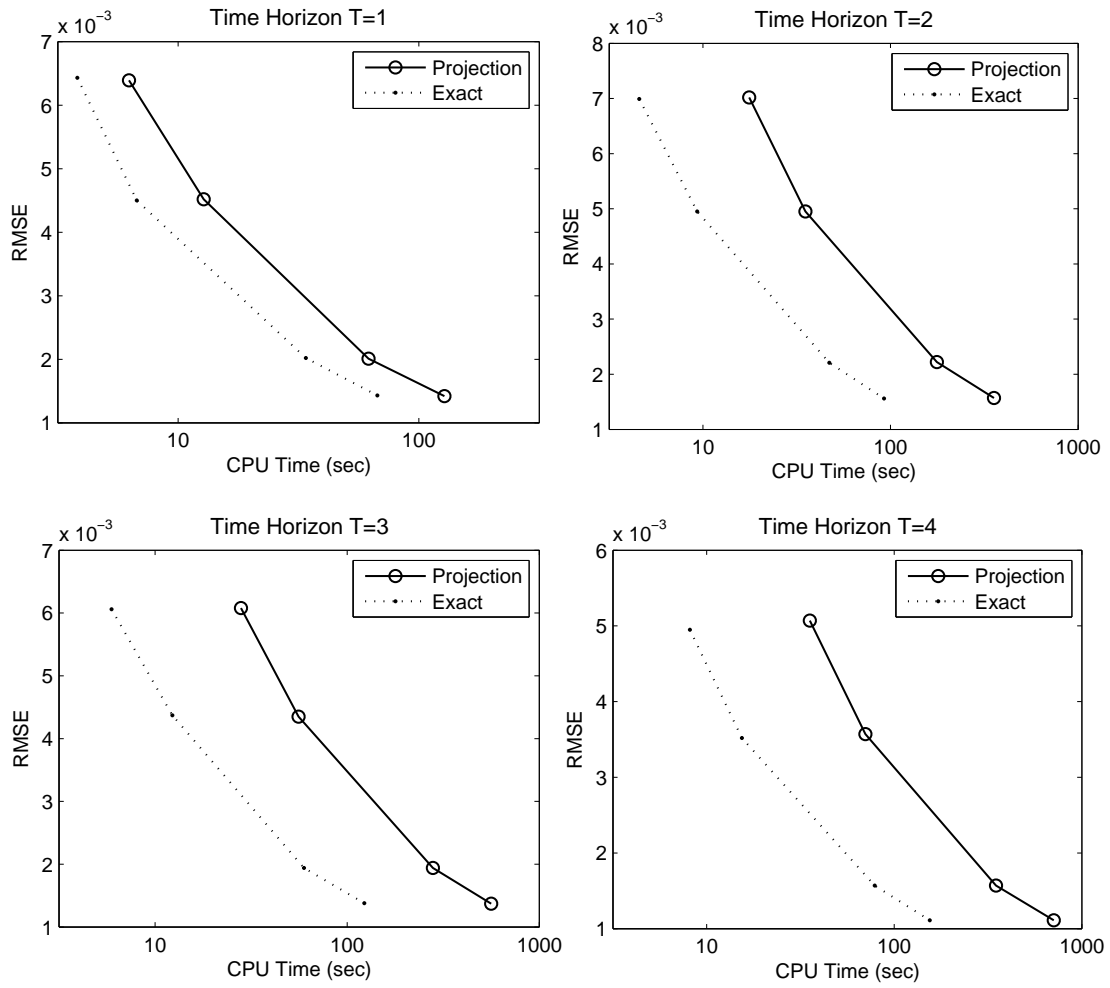 Time Horizon T=1
x 10−3
7
6
5
4
3
2
1
10
100
RMSE
CPU Time (sec)
Projection
Exact
Time Horizon T=2
x 10−3
8
7
6
5
4
3
2
1
10
100
1000
RMSE
CPU Time (sec)
Projection
Exact
Time Horizon T=3
x 10−3
7
6
5
4
3
2
1
10
100
1000
RMSE
CPU Time (sec)
Projection
Exact
Time Horizon T=4
x 10−3
6
5
4
3
2
1
10
100
1000
RMSE
CPU Time (sec)
Projection
Exact